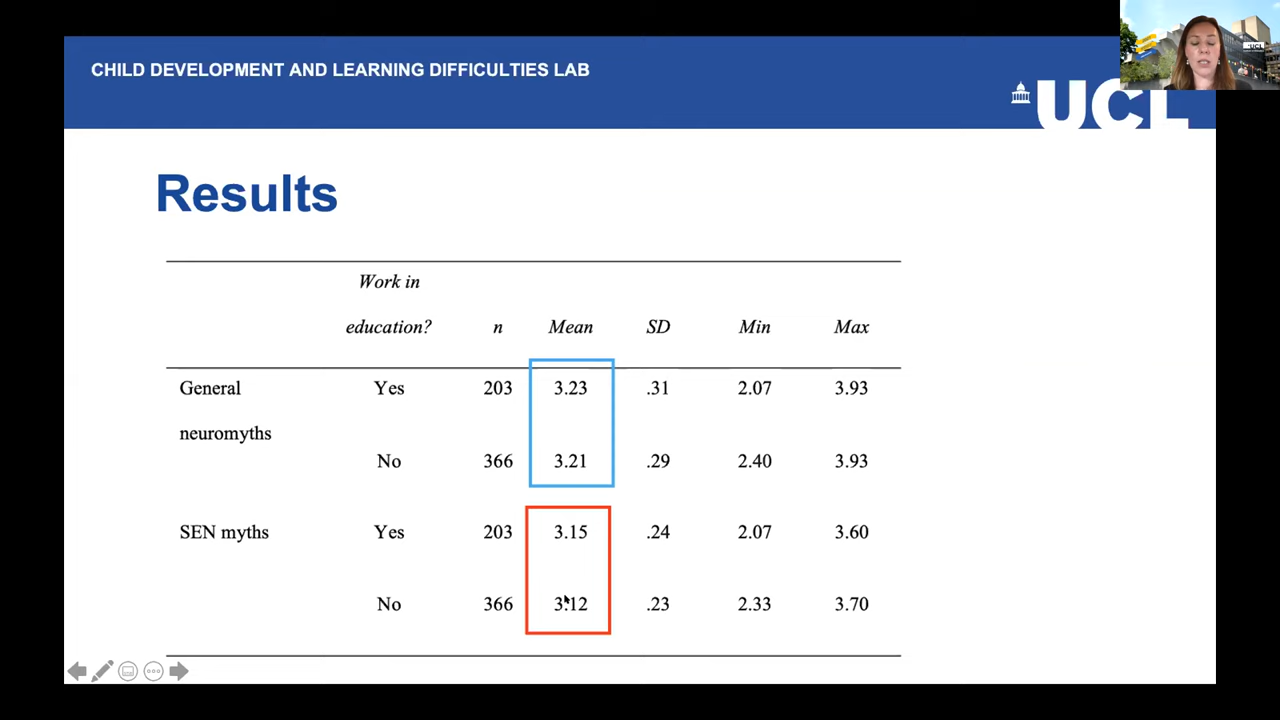 CHILD DEVELOPMENT AND LEARNING DIFFICULTIES LAB
UCL
UCL
Results
Work in
education? n Mean SD Min Max
General Yes 203 3.23 .31 2.07 3.93
neuromyths
No 366 3.21 .29 2.40 3.93
SEN myths Yes 203 3.15 .24 2.07 3.60
No 366 3.12 .23 2.33 3.70